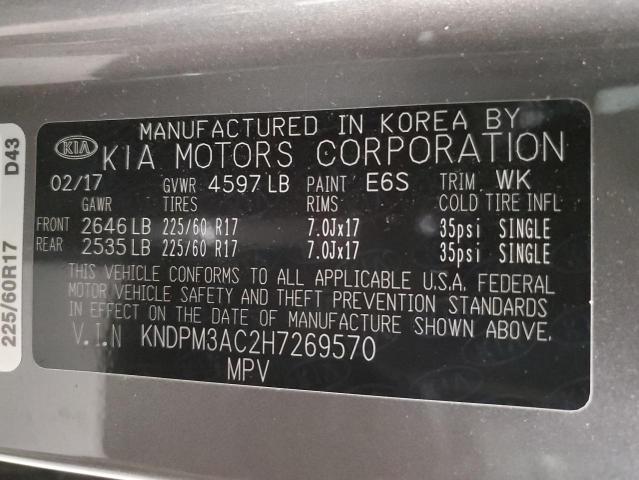 MANUFACTURED IN KOREA BY
KIA KIA MOTORS CORPORATION
02/17 GVWR 4597 LB PAINT E6S TRIM WK
GAWR TIRES RIMS COLD TIRE INFL
FRONT 2646 LB 225/60 R17 7.0Jx17 35psi SINGLE
REAR 2535 LB 225/60 R17 7.0Jx17 35psi SINGLE
THIS VEHICLE CONFORMS TO ALL APPLICABLE U.S.A. FEDERAL
MOTOR VEHICLE SAFETY AND THEFT PREVENTION STANDARDS
IN EFFECT ON THE DATE OF MANUFACTURE SHOWN ABOVE.
V.I.N KNDPM3AC2H7269570
MPV
225/60R17 D43